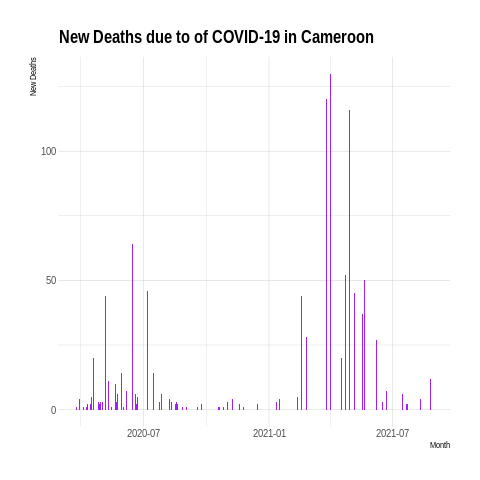 New Deaths due to of COVID-19 in Cameroon
New Deaths
100
50
0
2020-07
2021-01
2021-07
Month